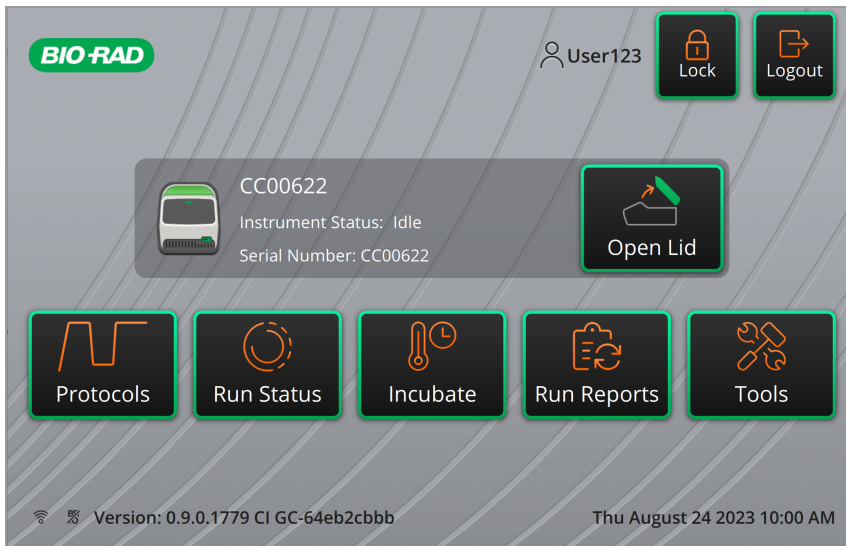 BIO-RAD
User123
Lock
Logout
CC00622
Instrument Status: Idle
Serial Number: CC00622
Open Lid
Protocols
Run Status
Incubate
Run Reports
Tools
Version: 0.9.0.1779 CI GC-64eb2cbbb
Thu August 24 2023 10:00 AM